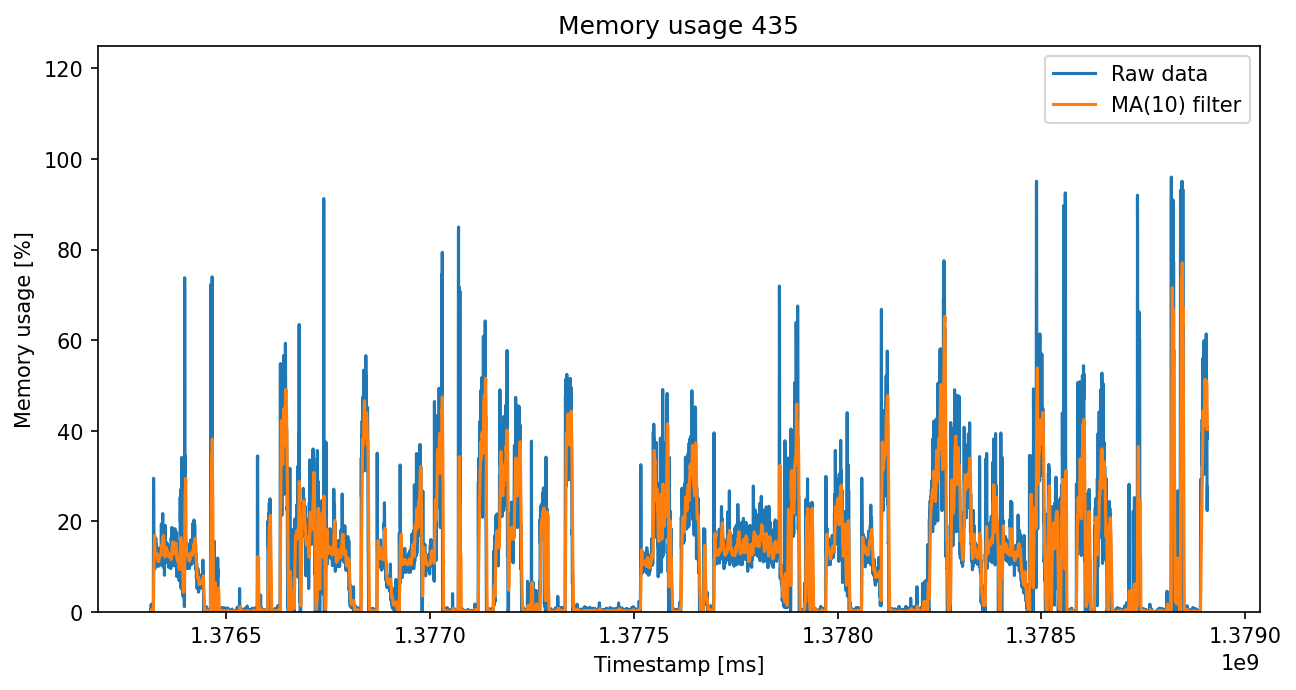 Memory usage 435
Raw data
MA(10) filter
Memory usage [%]
120
100
80
60
40
20
0
1.3765
1.3770
1.3775
1.3780
1.3785
1.3790
1e9
Timestamp [ms]